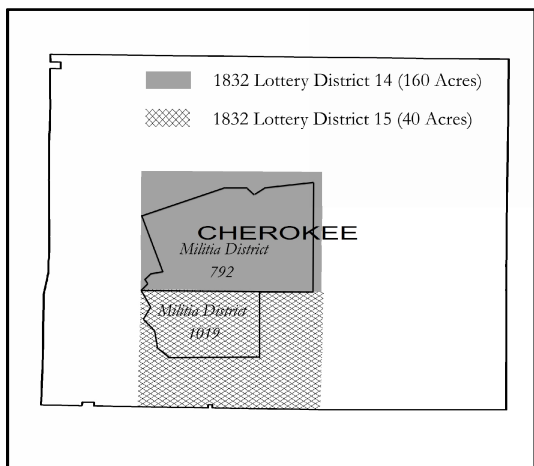 1832 Lottery District 14 (160 Acres)
1832 Lottery District 15 (40 Acres)
CHEROKEE
Militia District
792
Militia District
1019